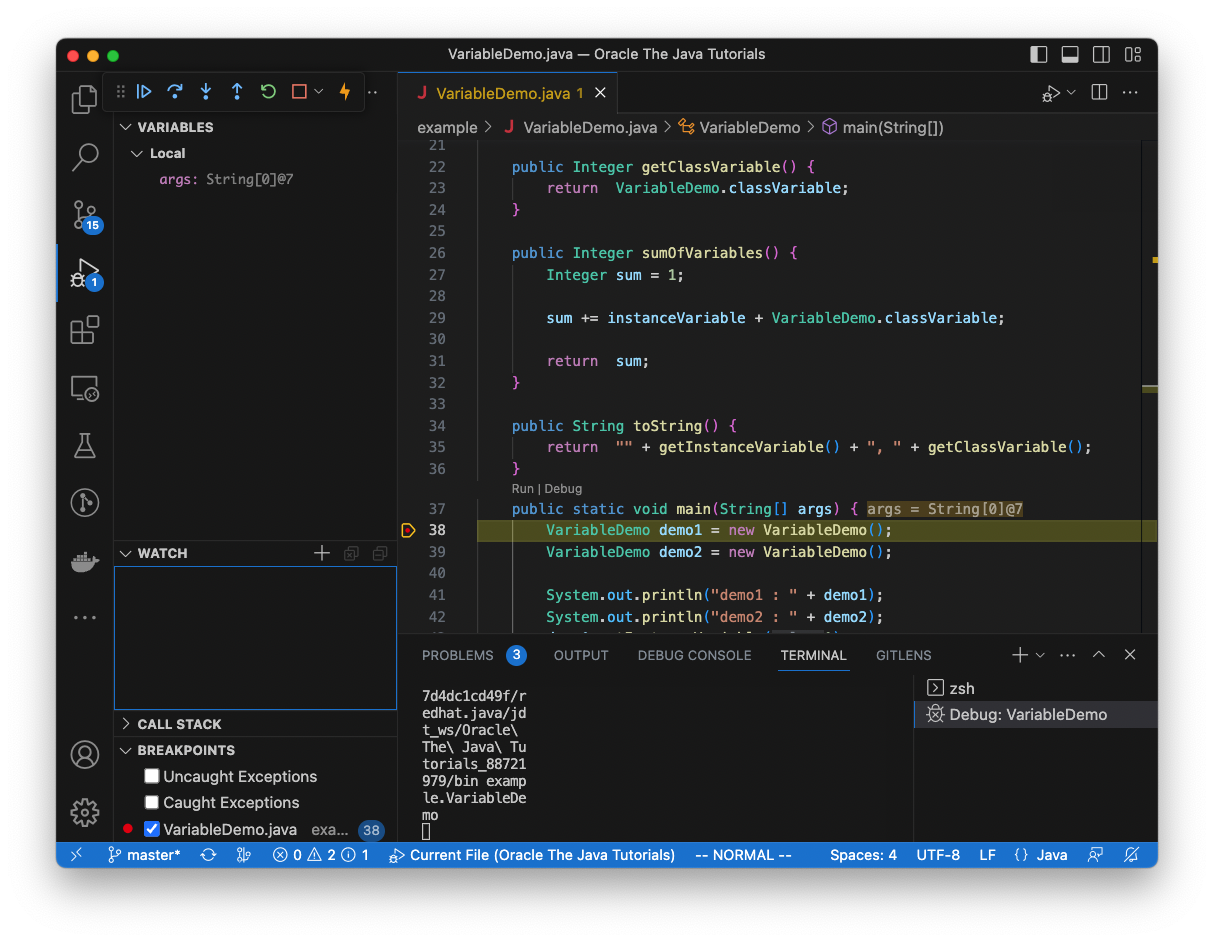 VariableDemo.java — Oracle The Java Tutorials
VARIABLES
Local
args: String[0]@7
15
1
WATCH
CALL STACK
BREAKPOINTS
Uncaught Exceptions
Caught Exceptions
VariableDemo.java exa... 38
J VariableDemo.java 1
example > J VariableDemo.java > VariableDemo > main(String[])
21
22 public Integer getClassVariable() {
23 return  VariableDemo.classVariable;
24 }
25
26 public Integer sumOfVariables() {
27 Integer sum = 1;
28
29 sum += instanceVariable + VariableDemo.classVariable;
30
31 return  sum;
32 }
33
34 public String toString() {
35 return  "" + getInstanceVariable() + ", " + getClassVariable();
36 }
Run | Debug
37 public static void main(String[] args) { args = String[0]@7
38 VariableDemo demo1 = new VariableDemo();
39 VariableDemo demo2 = new VariableDemo();
40
41 System.out.println("demo1 : " + demo1);
42 System.out.println("demo2 : " + demo2);
PROBLEMS 3 OUTPUT DEBUG CONSOLE TERMINAL GITLENS
7d4dc1cd49f/r
edhat.java/jd
t_ws/Oracle\
The\ Java\ Tu
torials_88721
979/bin examp
le.VariableDe
mo
zsh
Debug: VariableDemo
master* 0 2 1 Current File (Oracle The Java Tutorials) -- NORMAL -- Spaces: 4 UTF-8 LF {} Java